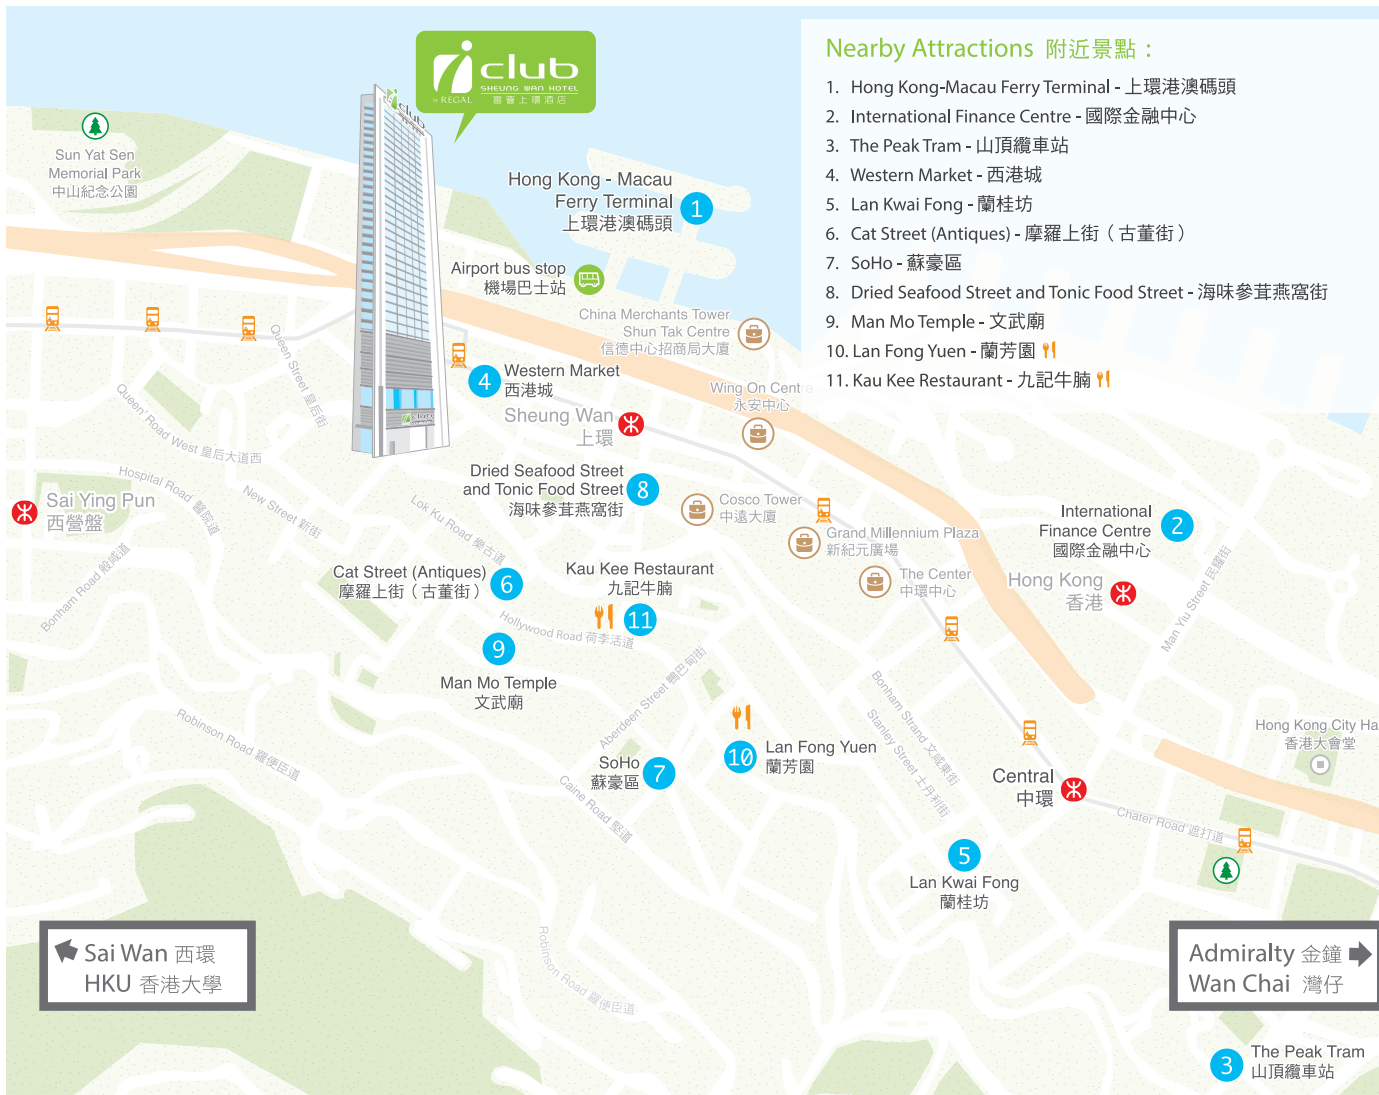 i club
SHEUNG WAN HOTEL
by REGAL
富薈上環酒店
club
Nearby Attractions 附近景點：
1. Hong Kong-Macau Ferry Terminal - 上環港澳碼頭
2. International Finance Centre - 國際金融中心
3. The Peak Tram - 山頂纜車站
4. Western Market - 西港城
5. Lan Kwai Fong - 蘭桂坊
6. Cat Street (Antiques) - 摩羅上街（古董街）
7. SoHo - 蘇豪區
8. Dried Seafood Street and Tonic Food Street - 海味參茸燕窩街
9. Man Mo Temple - 文武廟
10. Lan Fong Yuen - 蘭芳園
11. Kau Kee Restaurant - 九記牛腩
Sun Yat Sen
Memorial Park
中山紀念公園
Hong Kong - Macau
Ferry Terminal
上環港澳碼頭
1
Airport bus stop
機場巴士站
China Merchants Tower
Shun Tak Centre
信德中心招商局大廈
Wing On Centre
永安中心
4
Western Market
西港城
Sheung Wan
上環
Queen Street 皇后街
Queen' Road West 皇后大道西
Hospital Road 醫院道
New Street 新街
Lok Ku Road 樂古道
Sai Ying Pun
西營盤
Bonham Road 般咸道
Dried Seafood Street
and Tonic Food Street
海味參茸燕窩街
8
Cosco Tower
中遠大廈
Grand Millennium Plaza
新紀元廣場
The Center
中環中心
International
Finance Centre
國際金融中心
2
Hong Kong
香港
Man Yiu Street 民耀街
Cat Street (Antiques)
摩羅上街（古董街）
6
Kau Kee Restaurant
九記牛腩
11
Hollywood Road 荷李活道
9
Man Mo Temple
文武廟
Aberdeen Street 鴨巴甸街
Robinson Road 羅便臣道
SoHo
蘇豪區
7
10
Lan Fong Yuen
蘭芳園
Caine Road 堅道
Bonham Strand 文咸東街
Stanley Street 士丹利街
Hong Kong City Ha
香港大會堂
Central
中環
Chater Road 遮打道
5
Lan Kwai Fong
蘭桂坊
Robinson Road 羅便臣道
Sai Wan 西環
HKU 香港大學
Admiralty 金鐘
Wan Chai 灣仔
3
The Peak Tram
山頂纜車站